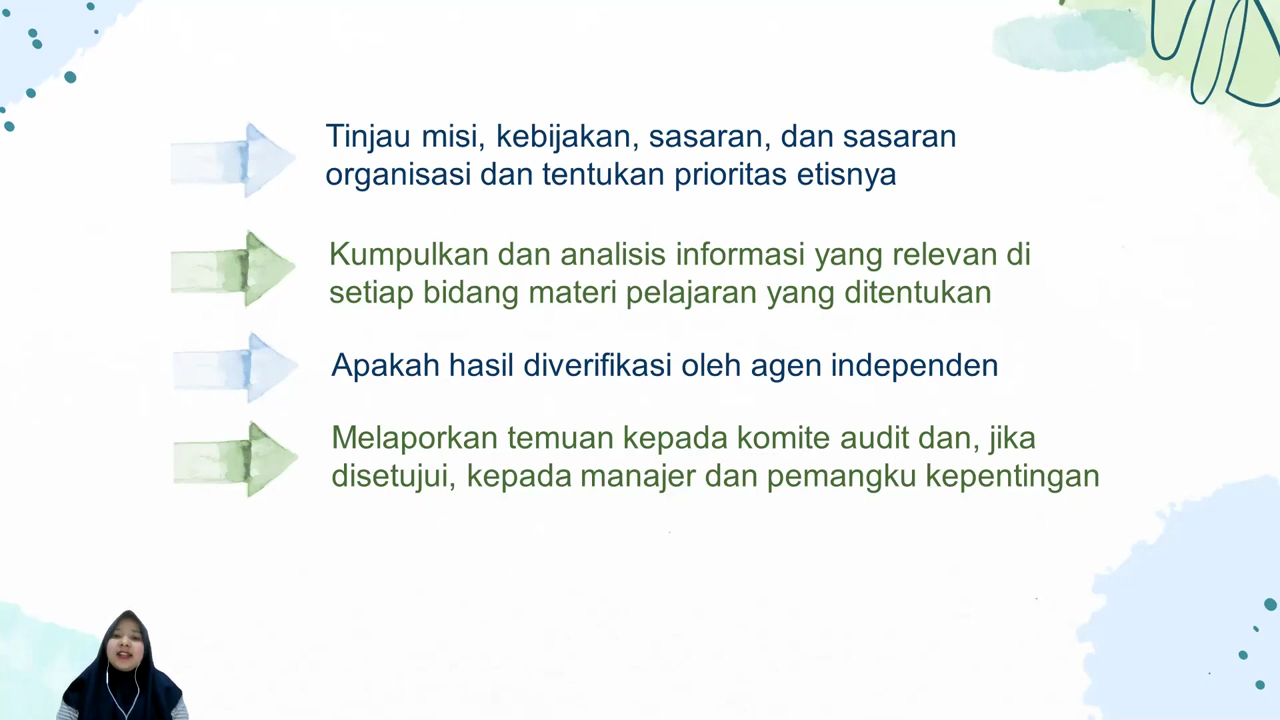 Tinjau misi, kebijakan, sasaran, dan sasaran
organisasi dan tentukan prioritas etisnya
Kumpulkan dan analisis informasi yang relevan di
setiap bidang materi pelajaran yang ditentukan
Apakah hasil diverifikasi oleh agen independen
Melaporkan temuan kepada komite audit dan, jika
disetujui, kepada manajer dan pemangku kepentingan